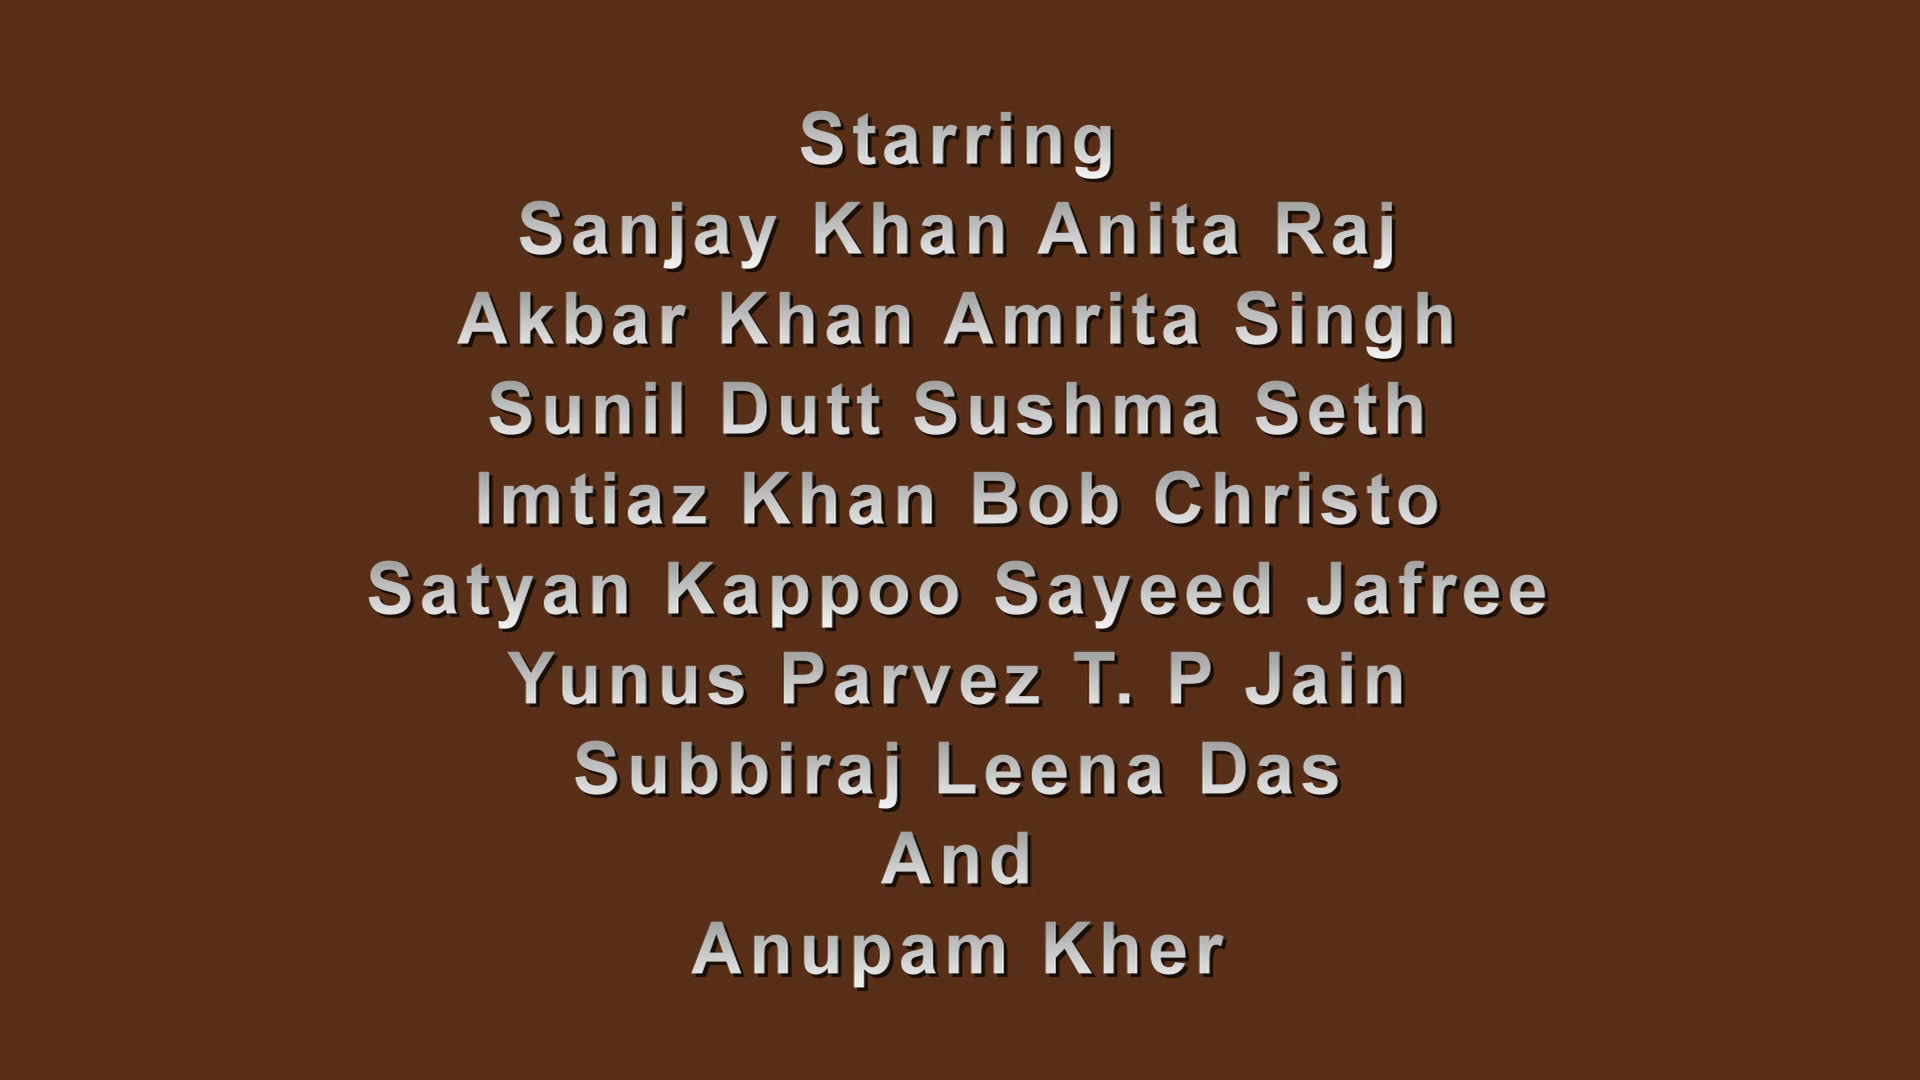 Starring
Sanjay Khan Anita Raj
Akbar Khan Amrita Singh
Sunil Dutt Sushma Seth
Imtiaz Khan Bob Christo
Satyan Kappoo Sayeed Jafree
Yunus Parvez T. P Jain
Subbiraj Leena Das
And
Anupam Kher